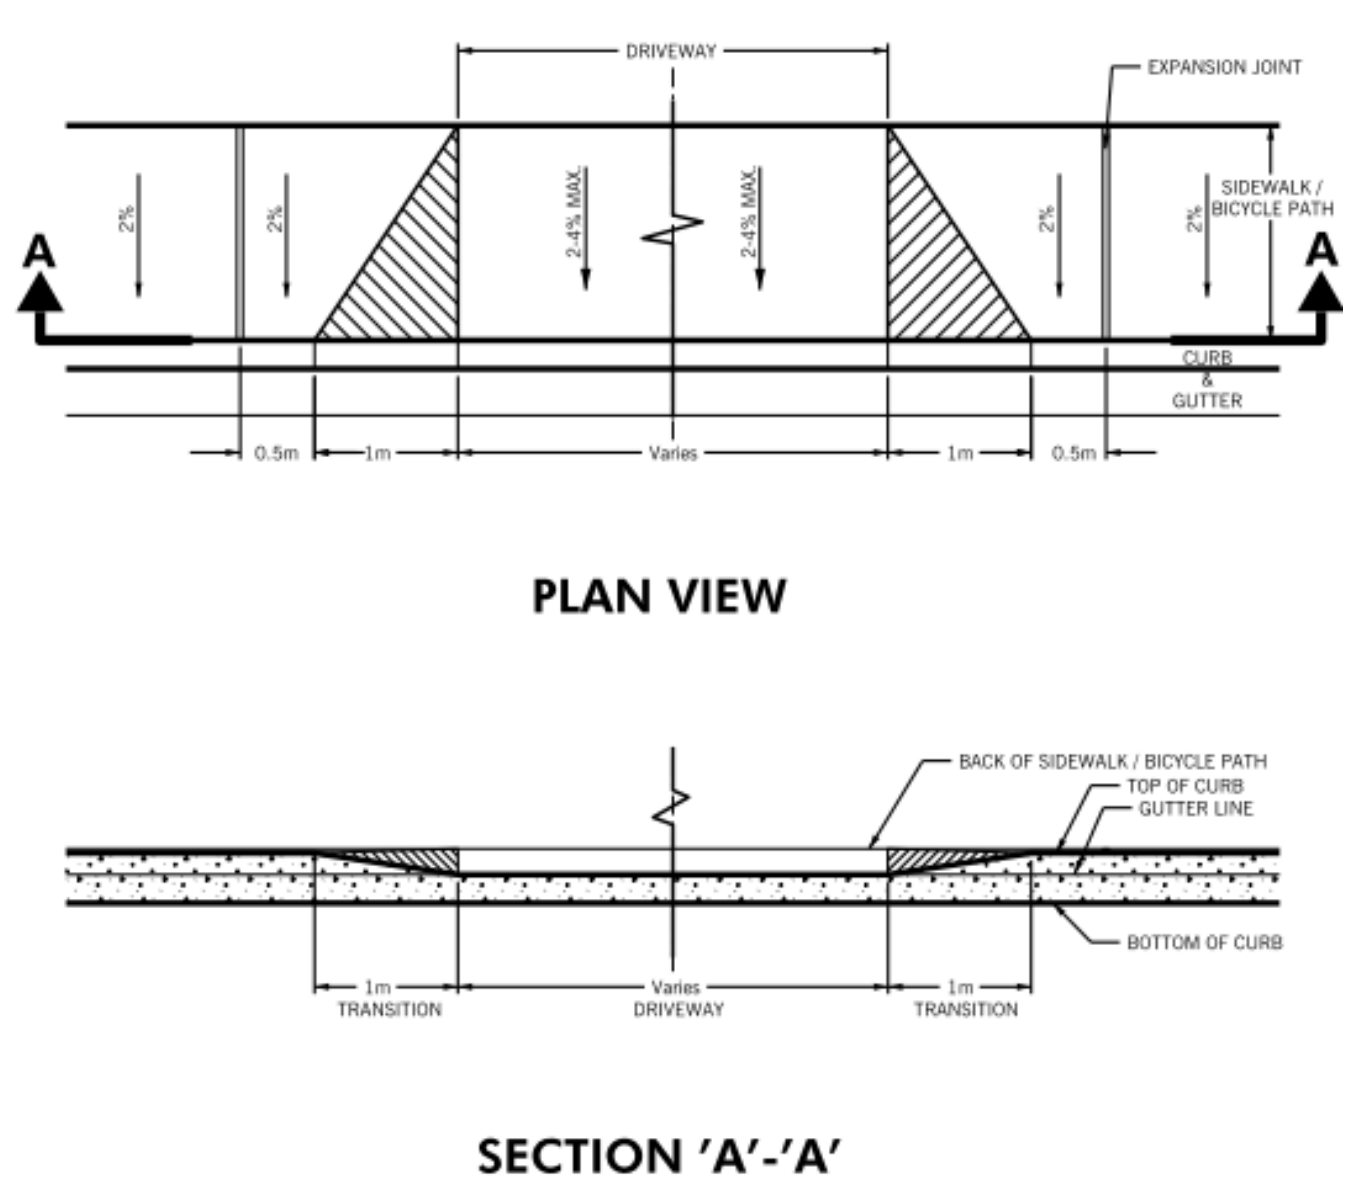 DRIVEWAY
EXPANSION JOINT
2%
2%
2-4% MAX.
2-4% MAX.
2%
2%
SIDEWALK /
BICYCLE PATH
A
A
CURB
&
GUTTER
0.5m
1m
Varies
1m
0.5m
PLAN VIEW
BACK OF SIDEWALK / BICYCLE PATH
TOP OF CURB
GUTTER LINE
BOTTOM OF CURB
1m
TRANSITION
Varies
DRIVEWAY
1m
TRANSITION
SECTION 'A'-'A'